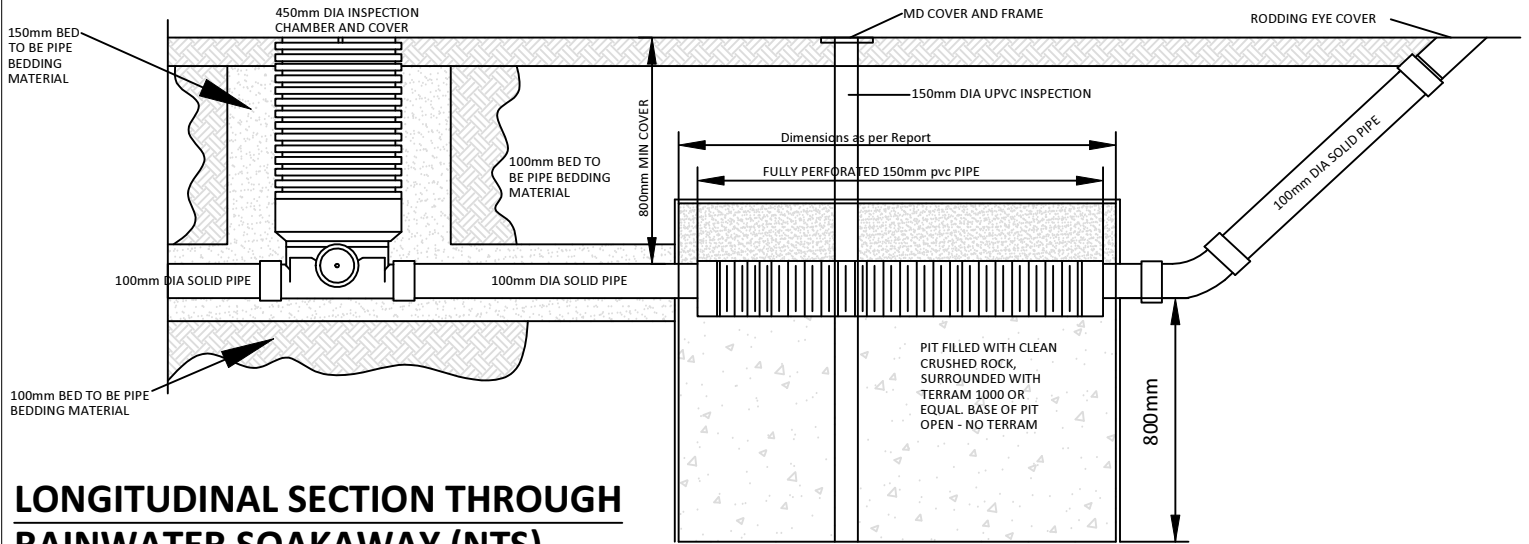 150mm BED
TO BE PIPE
BEDDING
MATERIAL
450mm DIA INSPECTION
CHAMBER AND COVER
MD COVER AND FRAME
RODDING EYE COVER
150mm DIA UPVC INSPECTION
800mm MIN COVER
Dimensions as per Report
FULLY PERFORATED 150mm pvc PIPE
100mm BED TO
BE PIPE BEDDING
MATERIAL
100mm DIA SOLID PIPE
100mm DIA SOLID PIPE
100mm DIA SOLID PIPE
PIT FILLED WITH CLEAN
CRUSHED ROCK,
SURROUNDED WITH
TERRAM 1000 OR
EQUAL. BASE OF PIT
OPEN - NO TERRAM
800mm
100mm BED TO BE PIPE
BEDDING MATERIAL
LONGITUDINAL SECTION THROUGH
RAINWATER SOAKAWAY (NTS)